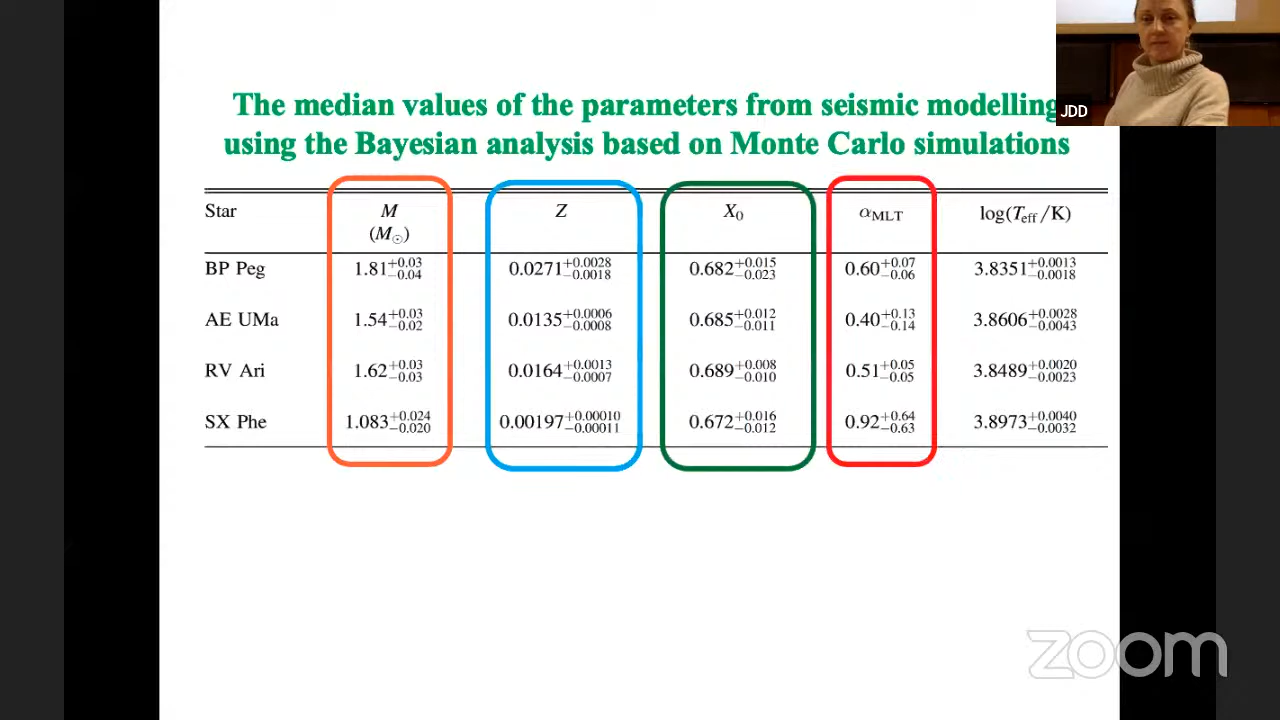 JDD
The median values of the parameters from seismic modelling
using the Bayesian analysis based on Monte Carlo simulations
Star M Z X₀ α_MLT log(T_eff/K)
(M_⊙)
BP Peg 1.81^{+0.03}_{−0.04} 0.0271^{+0.0028}_{−0.0018} 0.682^{+0.015}_{−0.023} 0.60^{+0.07}_{−0.06} 3.8351^{+0.0013}_{−0.0018}
AE UMa 1.54^{+0.03}_{−0.02} 0.0135^{+0.0006}_{−0.0008} 0.685^{+0.012}_{−0.011} 0.40^{+0.13}_{−0.14} 3.8606^{+0.0028}_{−0.0043}
RV Ari 1.62^{+0.03}_{−0.03} 0.0164^{+0.0013}_{−0.0007} 0.689^{+0.008}_{−0.010} 0.51^{+0.05}_{−0.05} 3.8489^{+0.0020}_{−0.0023}
SX Phe 1.083^{+0.024}_{−0.020} 0.00197^{+0.00010}_{−0.00011} 0.672^{+0.016}_{−0.012} 0.92^{+0.64}_{−0.63} 3.8973^{+0.0040}_{−0.0032}
zoom